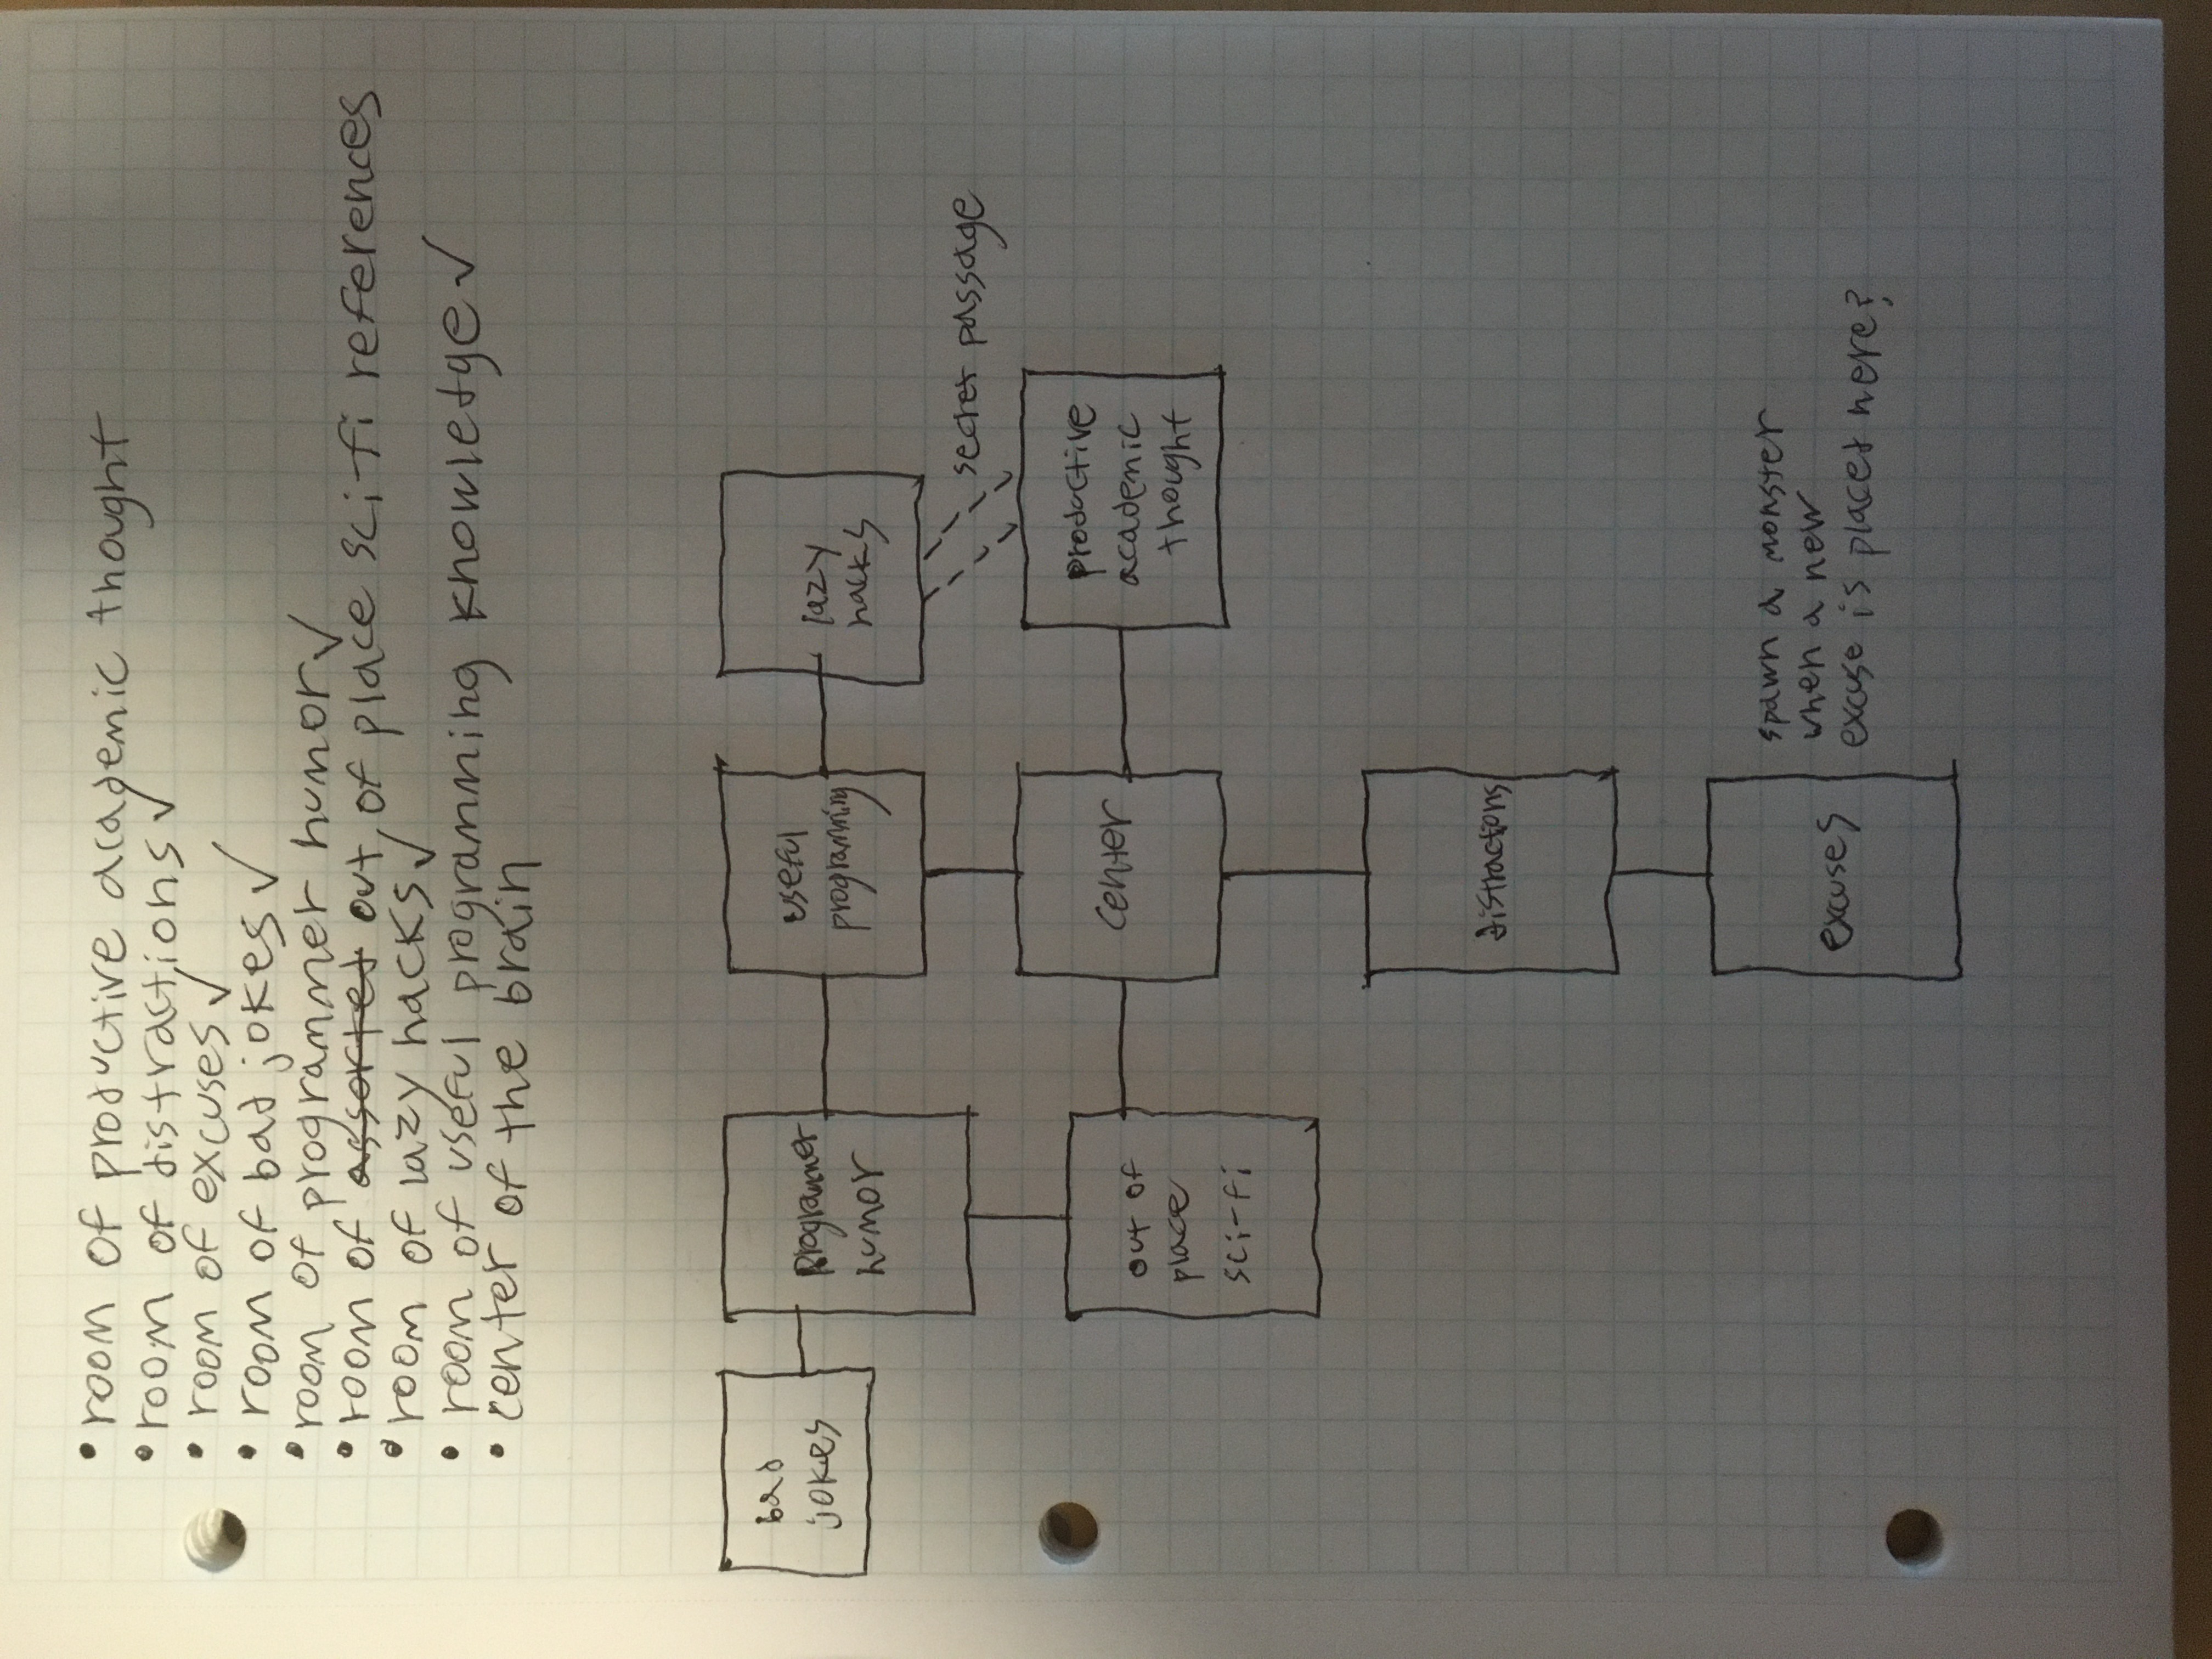 • room of productive academic thought
• room of distractions ✓
• room of excuses ✓
• room of bad jokes ✓
• room of programmer humor ✓
• room of assorted out of place sci-fi references
• room of lazy hacks ✓
• room of useful programming knowledge ✓
• center of the brain
bad
jokes
programmer
humor
useful
programming
lazy
hacks
secret passage
out of
place
sci-fi
center
productive
academic
thought
distractions
excuses
spawn a monster
when a new
excuse is placed here?